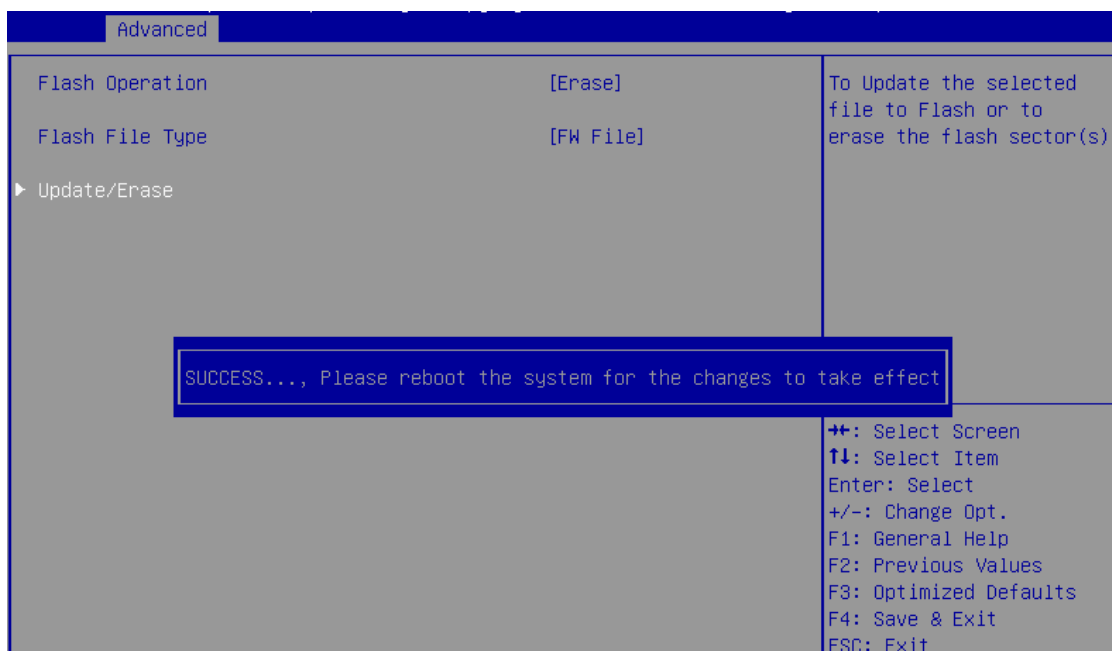 Advanced
Flash Operation [Erase]
Flash File Type [FW File]
Update/Erase
To Update the selected
file to Flash or to
erase the flash sector(s)
SUCCESS..., Please reboot the system for the changes to take effect
→←: Select Screen
↑↓: Select Item
Enter: Select
+/-: Change Opt.
F1: General Help
F2: Previous Values
F3: Optimized Defaults
F4: Save & Exit
ESC: Exit